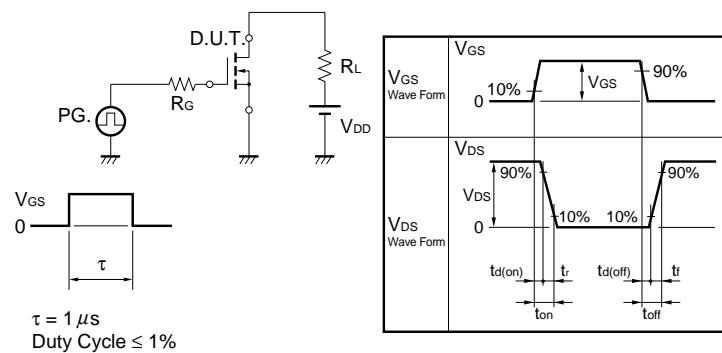 D.U.T.
RL
RG
PG.
VDD
VGS
0
τ
τ = 1 μs
Duty Cycle ≤ 1%
VGS
Wave Form
VGS
10%
VGS
90%
0
VDS
Wave Form
VDS
90%
VDS
90%
10%
10%
0
td(on)
tr
td(off)
tf
ton
toff